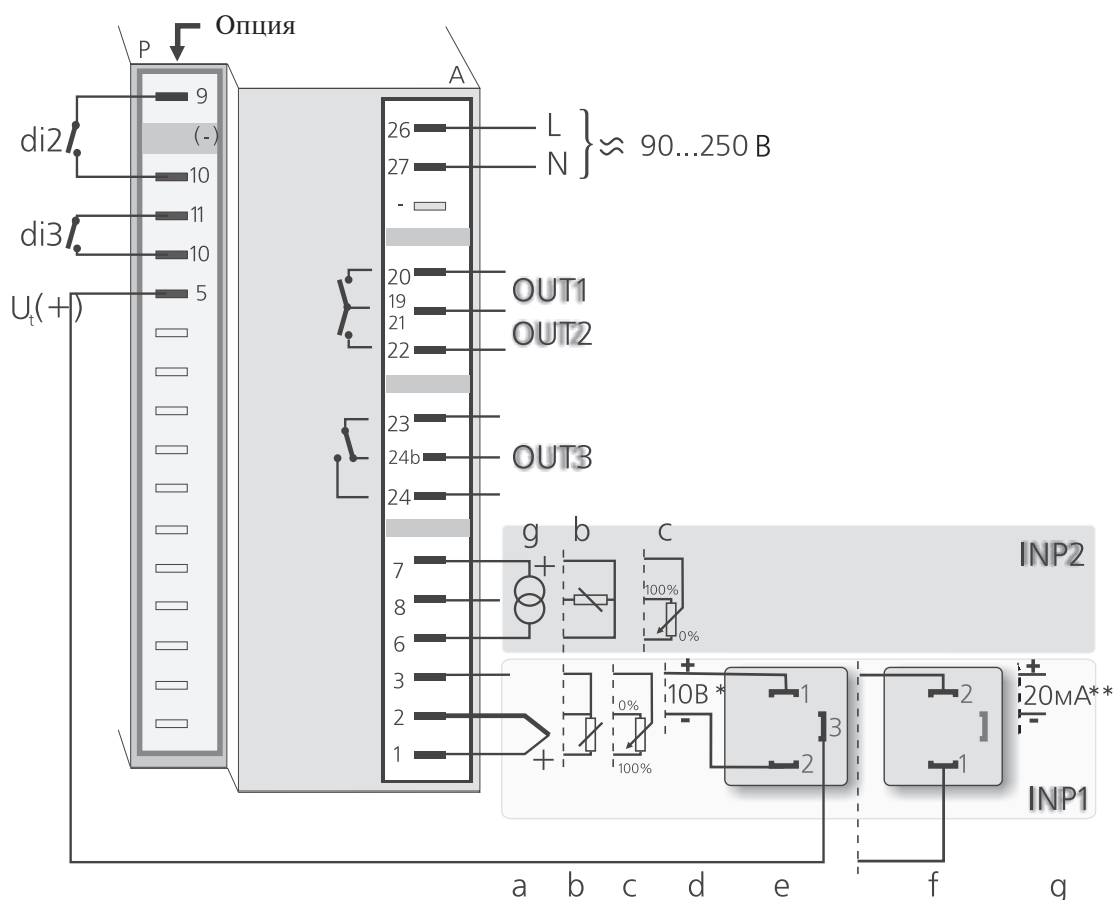 Опция
P
A
9
(-)
10
11
10
5
di2
di3
Uₜ(+)
26
27
-
L
N
≈ 90...250 В
20
19
21
22
OUT1
OUT2
23
24b
24
OUT3
7
8
6
3
2
1
g b c
INP2
+
100%
0%
+
0%
100%
+
10В *
-
1
3
2
2
1
+
20мА**
-
INP1
a b c d e f g